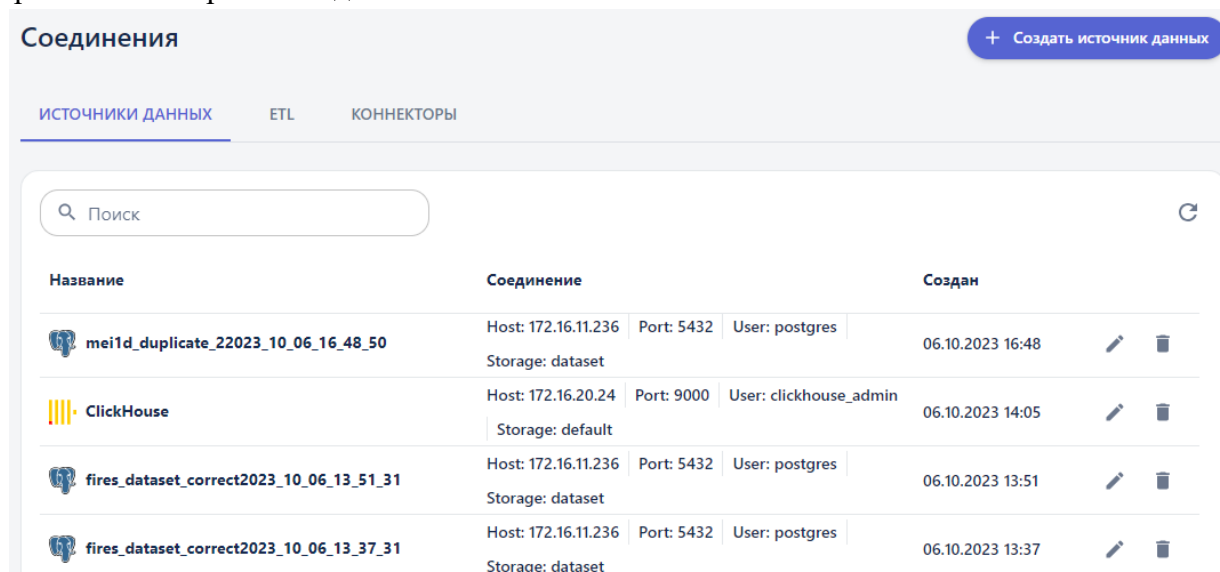 Соединения
+ Создать источник данных
ИСТОЧНИКИ ДАННЫХ ETL КОННЕКТОРЫ
Поиск
Название Соединение Создан
mei1d_duplicate_22023_10_06_16_48_50 Host: 172.16.11.236 Port: 5432 User: postgres Storage: dataset 06.10.2023 16:48
ClickHouse Host: 172.16.20.24 Port: 9000 User: clickhouse_admin Storage: default 06.10.2023 14:05
fires_dataset_correct2023_10_06_13_51_31 Host: 172.16.11.236 Port: 5432 User: postgres Storage: dataset 06.10.2023 13:51
fires_dataset_correct2023_10_06_13_37_31 Host: 172.16.11.236 Port: 5432 User: postgres Storage: dataset 06.10.2023 13:37